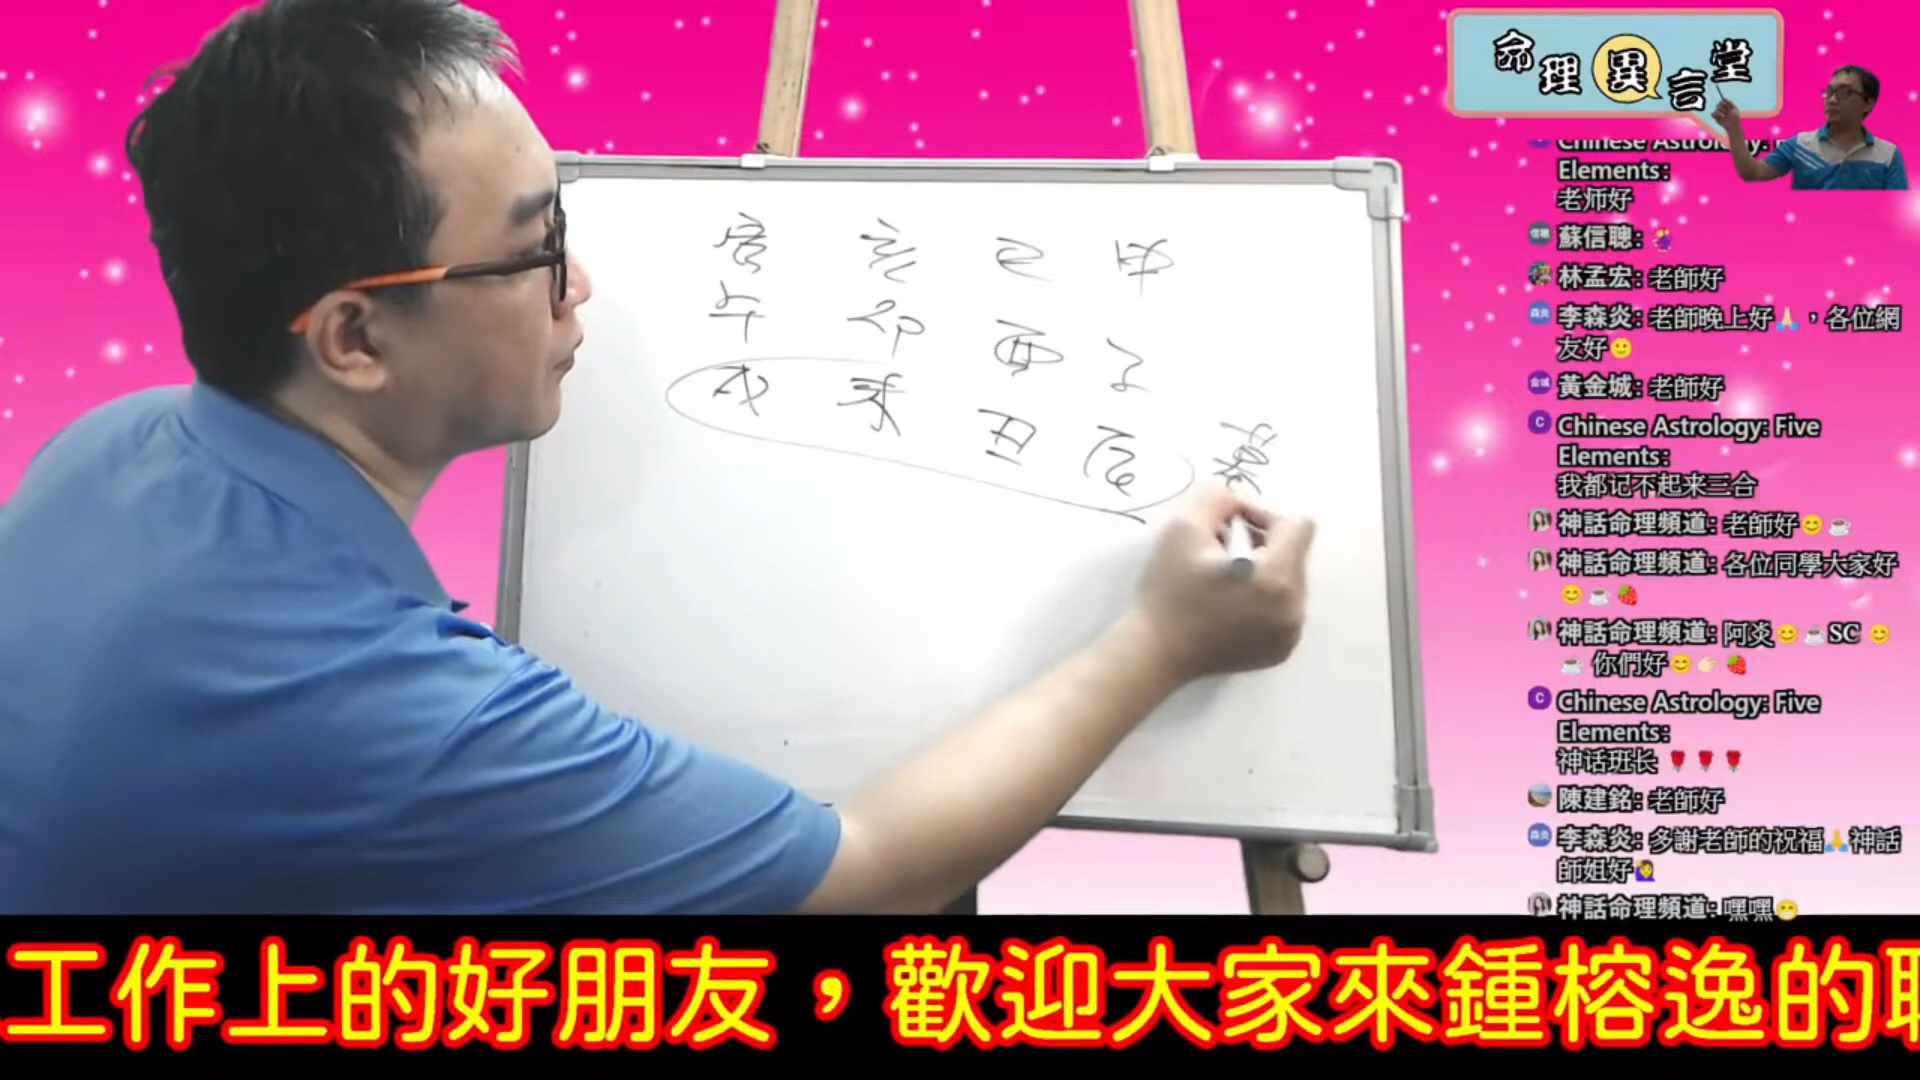 命理異言堂
寅 亥 巳 申
午 卯 酉 子
戌 未 丑 辰
墓
Chinese Astrology: F
Elements:
老师好
蘇信聰:
林孟宏: 老師好
李森炎: 老師晚上好🙏，各位網
友好🙂
黃金城: 老師好
Chinese Astrology: Five
Elements:
我都记不起来三合
神話命理頻道: 老師好😊☕
神話命理頻道: 各位同學大家好
😊☕🍓
神話命理頻道: 阿炎😊☕SC😊
☕你們好😊👉🏻🍓
Chinese Astrology: Five
Elements:
神话班长🌹🌹🌹
陳建銘: 老師好
李森炎: 多謝老師的祝福🙏神話
師姐好🙋‍♀️
神話命理頻道: 嘿嘿😁
工作上的好朋友，歡迎大家來鍾榕逸的